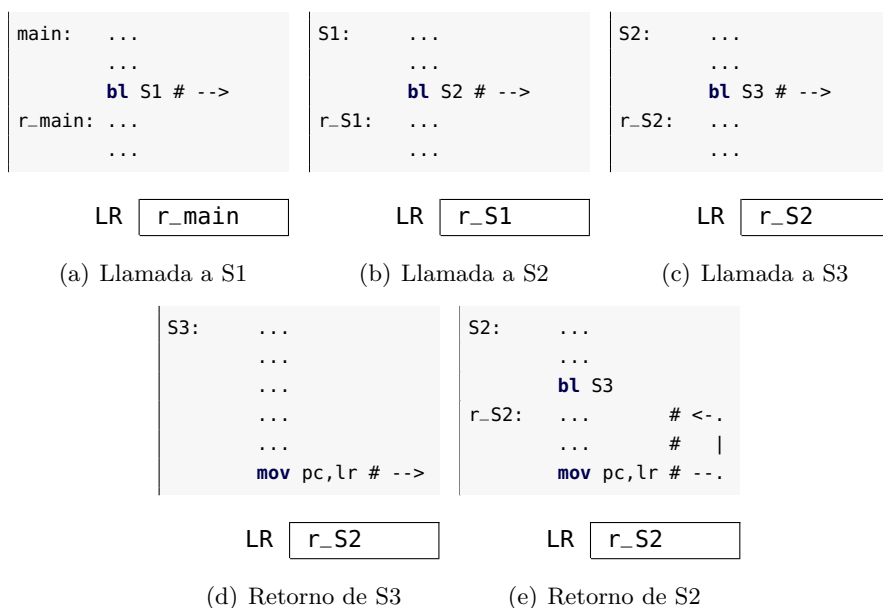 main: ...
...
bl S1 # -->
r_main: ...
...
LR r_main
(a) Llamada a S1
S1: ...
...
bl S2 # -->
r_S1: ...
...
LR r_S1
(b) Llamada a S2
S2: ...
...
bl S3 # -->
r_S2: ...
...
LR r_S2
(c) Llamada a S3
S3: ...
...
...
...
...
mov pc,lr # -->
LR r_S2
(d) Retorno de S3
S2: ...
...
bl S3
r_S2: ... # <-.
... # |
mov pc,lr # --.
LR r_S2
(e) Retorno de S2